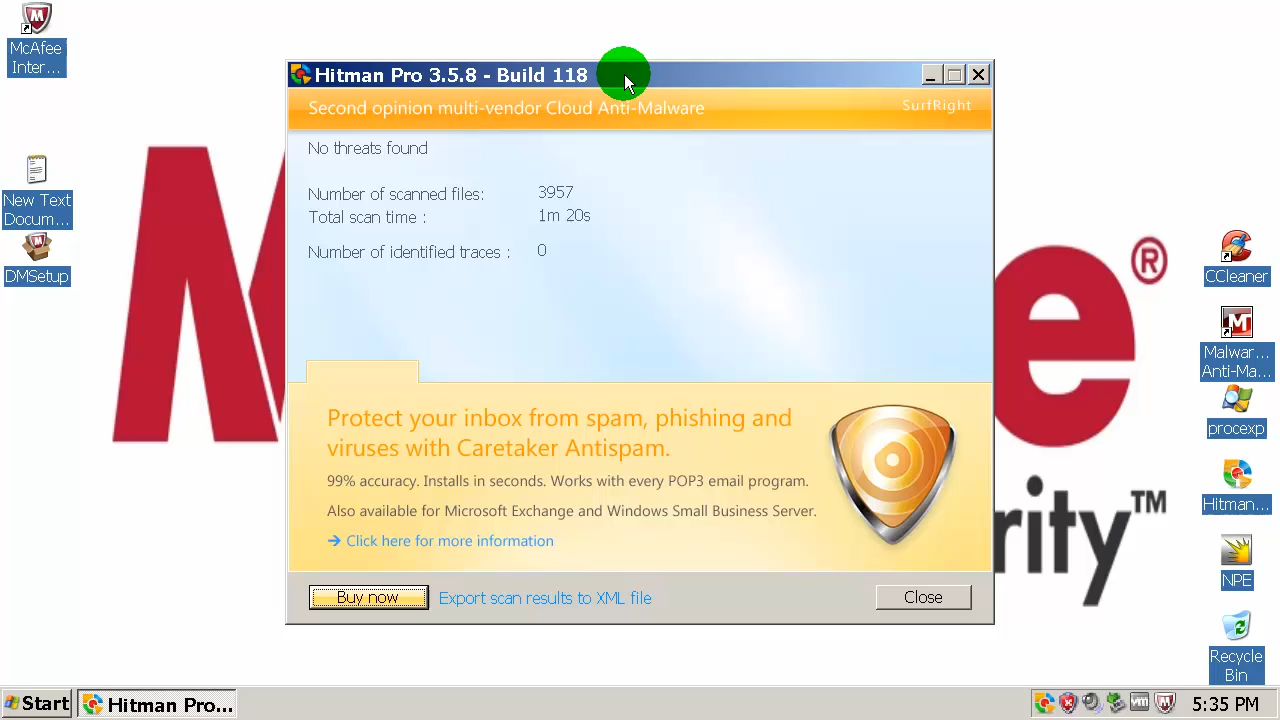 McAfee
Inter...
New Text
Docum...
DMSetup
Hitman Pro 3.5.8 - Build 118
Second opinion multi-vendor Cloud Anti-Malware
SurfRight
No threats found
Number of scanned files: 3957
Total scan time : 1m 20s
Number of identified traces : 0
Protect your inbox from spam, phishing and
viruses with Caretaker Antispam.
99% accuracy. Installs in seconds. Works with every POP3 email program.
Also available for Microsoft Exchange and Windows Small Business Server.
Click here for more information
Buy now
Export scan results to XML file
Close
M
e®
rity™
CCleaner
Malwar...
Anti-Ma...
procexp
Hitman...
NPE
Recycle
Bin
Start
Hitman Pro...
vm
5:35 PM